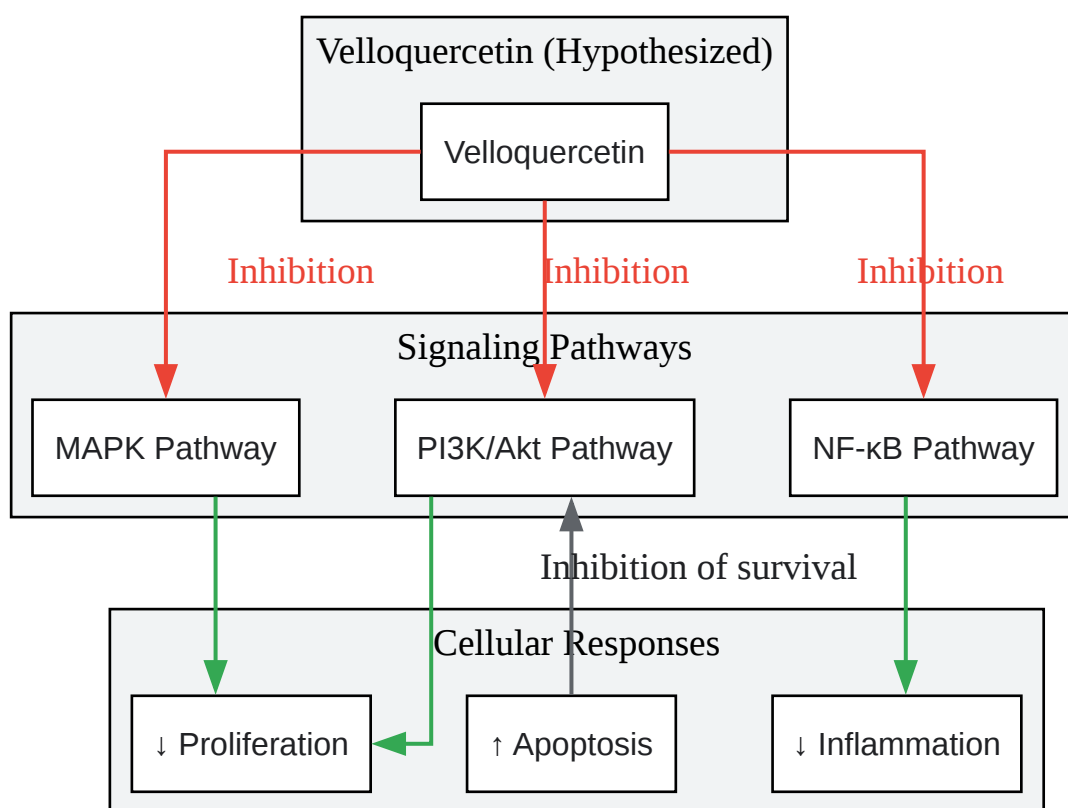 Velloquercetin (Hypothesized)
Velloquercetin
Inhibition
Inhibition
Inhibition
Signaling Pathways
MAPK Pathway
PI3K/Akt Pathway
NF-κB Pathway
Inhibition of survival
Cellular Responses
↓ Proliferation
↑ Apoptosis
↓ Inflammation